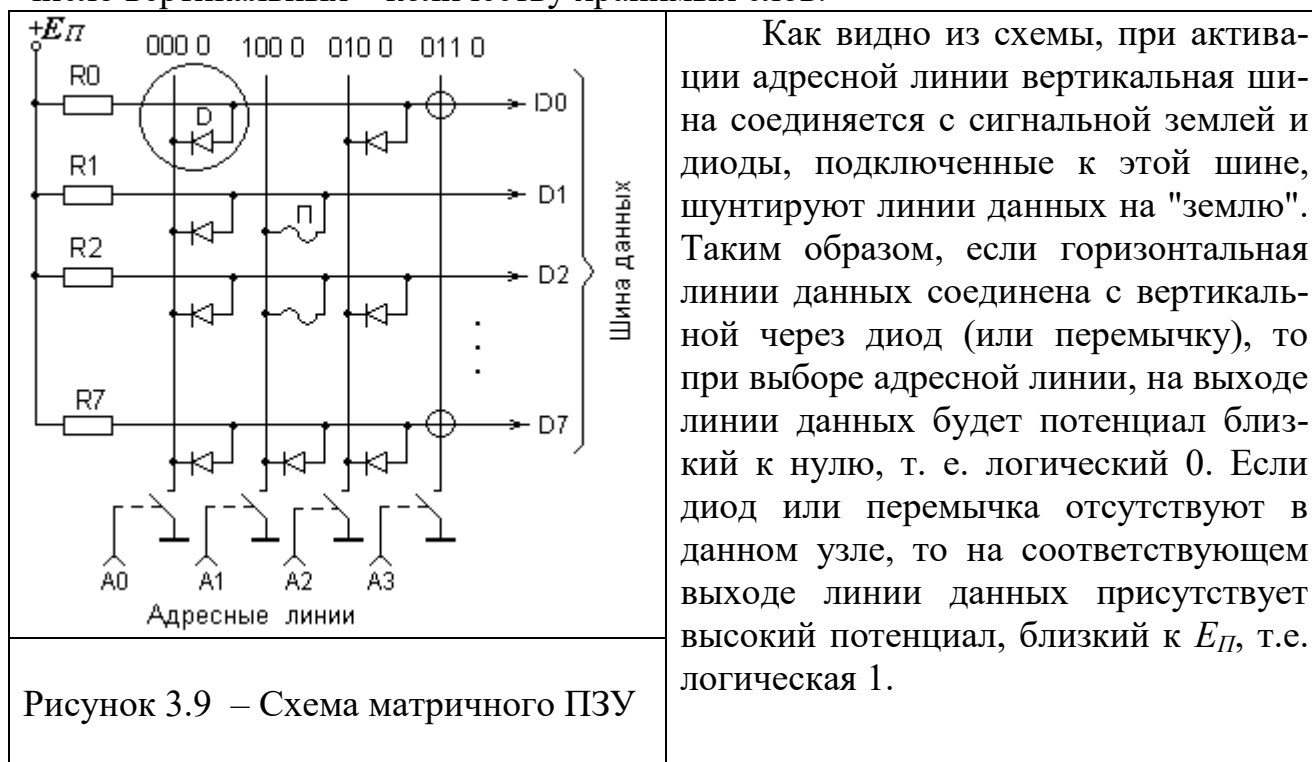 +EП
000 0 100 0 010 0 011 0
R0
D
D0
R1
П
D1
R2
D2
R7
D7
Шина данных
A0 A1 A2 A3
Адресные линии
Рисунок 3.9 – Схема матричного ПЗУ
Как видно из схемы, при актива-
ции адресной линии вертикальная ши-
на соединяется с сигнальной землей и
диоды, подключенные к этой шине,
шунтируют линии данных на "землю".
Таким образом, если горизонтальная
линии данных соединена с вертикаль-
ной через диод (или перемычку), то
при выборе адресной линии, на выходе
линии данных будет потенциал близ-
кий к нулю, т. е. логический 0. Если
диод или перемычка отсутствуют в
данном узле, то на соответствующем
выходе линии данных присутствует
высокий потенциал, близкий к EП, т.е.
логическая 1.